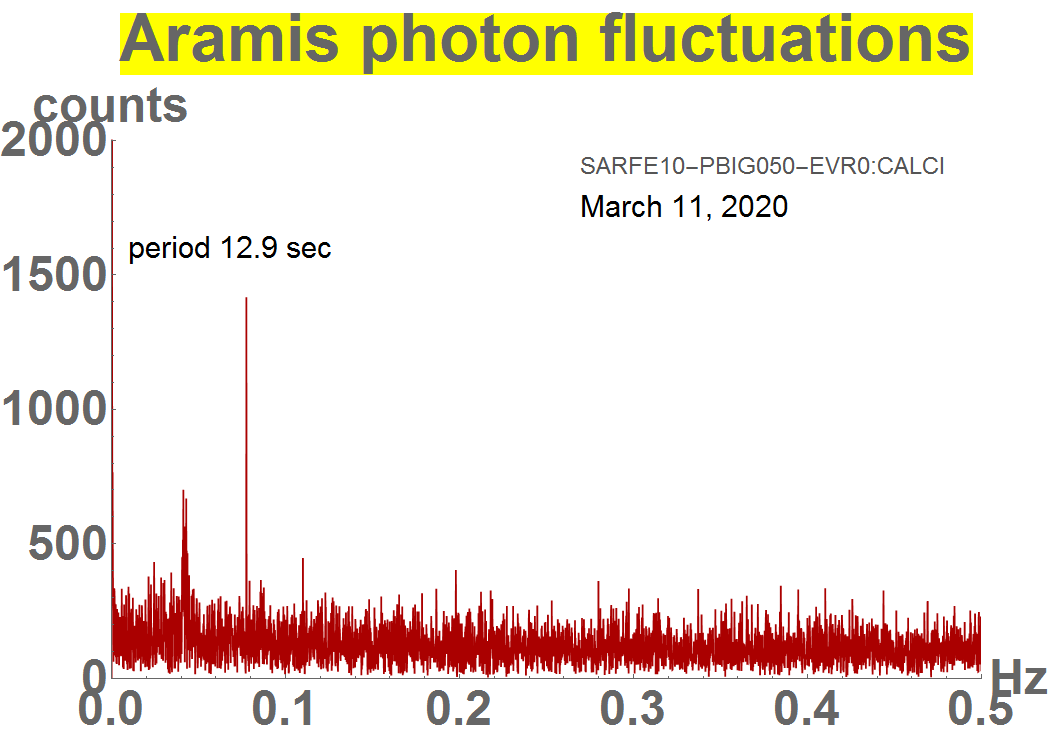 Aramis photon fluctuations
counts
2000
SARFE10−PBIG050−EVR0:CALCI
March 11, 2020
period 12.9 sec
1500
1000
500
0
Hz
0.0 0.1 0.2 0.3 0.4 0.5